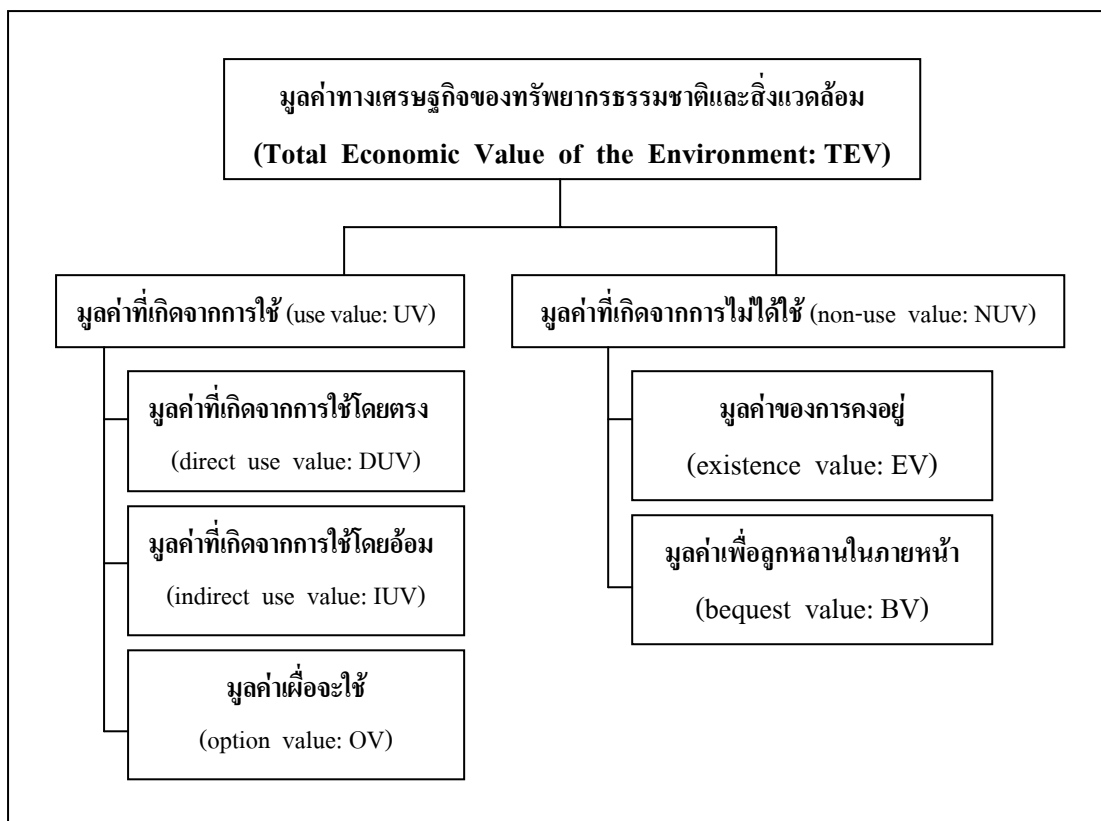 มูลค่าทางเศรษฐกิจของทรัพยากรธรรมชาติและสิ่งแวดล้อม
(Total Economic Value of the Environment: TEV)
มูลค่าที่เกิดจากการใช้ (use value: UV)
มูลค่าที่เกิดจากการใช้โดยตรง
(direct use value: DUV)
มูลค่าที่เกิดจากการใช้โดยอ้อม
(indirect use value: IUV)
มูลค่าเผื่อจะใช้
(option value: OV)
มูลค่าที่เกิดจากการไม่ได้ใช้ (non-use value: NUV)
มูลค่าของการคงอยู่
(existence value: EV)
มูลค่าเพื่อลูกหลานในภายหน้า
(bequest value: BV)